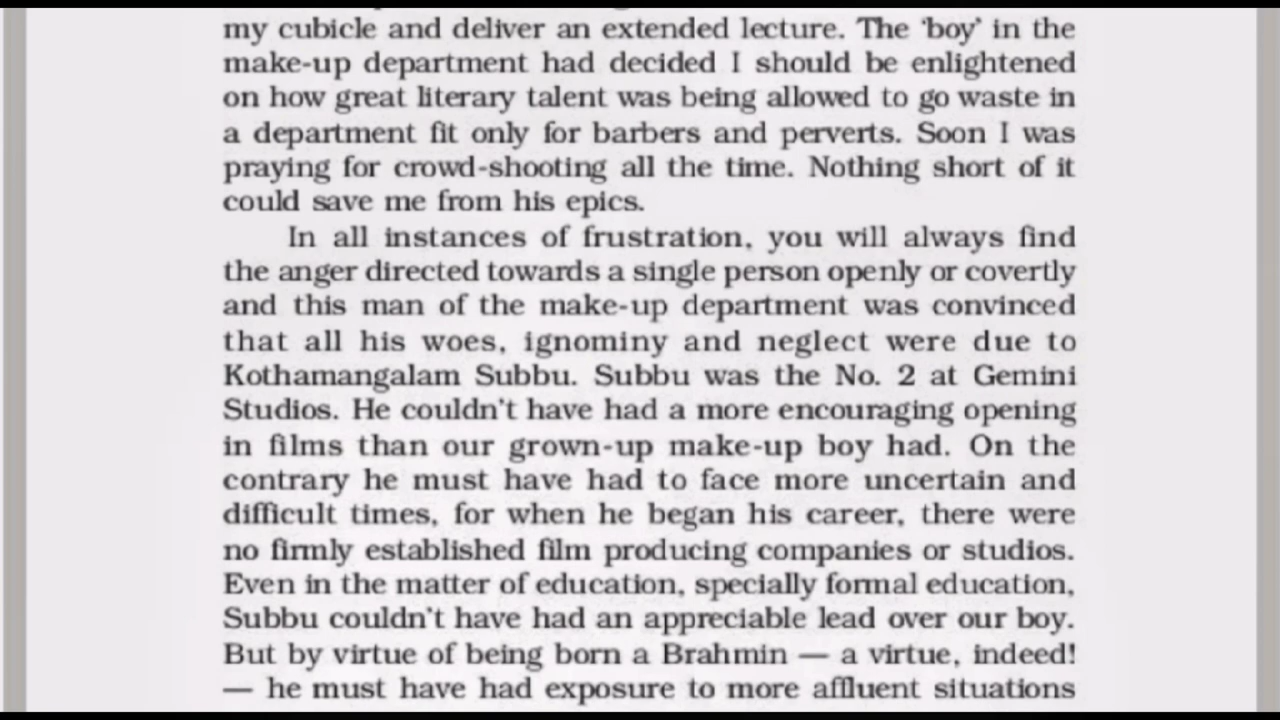 my cubicle and deliver an extended lecture. The ‘boy’ in the
make-up department had decided I should be enlightened
on how great literary talent was being allowed to go waste in
a department fit only for barbers and perverts. Soon I was
praying for crowd-shooting all the time. Nothing short of it
could save me from his epics.
In all instances of frustration, you will always find
the anger directed towards a single person openly or covertly
and this man of the make-up department was convinced
that all his woes, ignominy and neglect were due to
Kothamangalam Subbu. Subbu was the No. 2 at Gemini
Studios. He couldn’t have had a more encouraging opening
in films than our grown-up make-up boy had. On the
contrary he must have had to face more uncertain and
difficult times, for when he began his career, there were
no firmly established film producing companies or studios.
Even in the matter of education, specially formal education,
Subbu couldn’t have had an appreciable lead over our boy.
But by virtue of being born a Brahmin — a virtue, indeed!
— he must have had exposure to more affluent situations